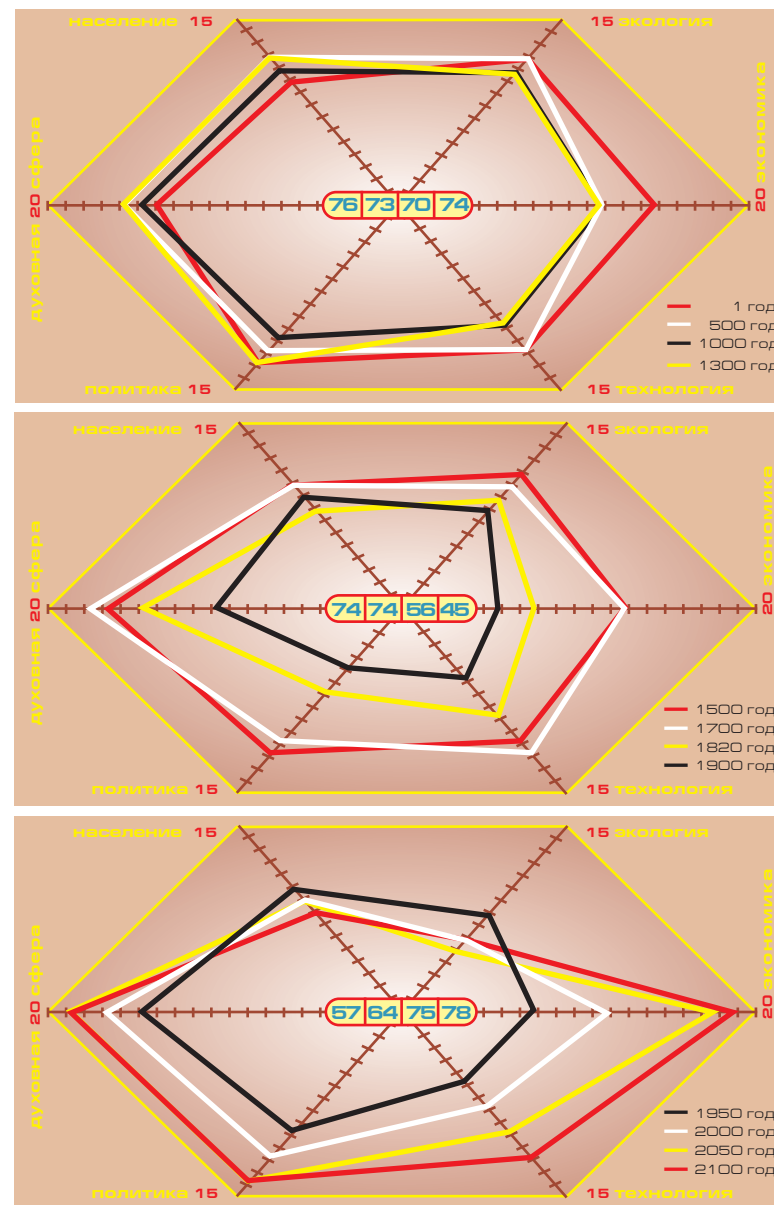 население 15
15 экология
духовная 20 сфера
20 экономика
76 73 70 74
1 год
500 год
1000 год
1300 год
политика 15
15 технология
население 15
15 экология
духовная 20 сфера
20 экономика
74 74 56 45
1500 год
1700 год
1820 год
1900 год
политика 15
15 технология
население 15
15 экология
духовная 20 сфера
20 экономика
57 64 75 78
1950 год
2000 год
2050 год
2100 год
политика 15
15 технология